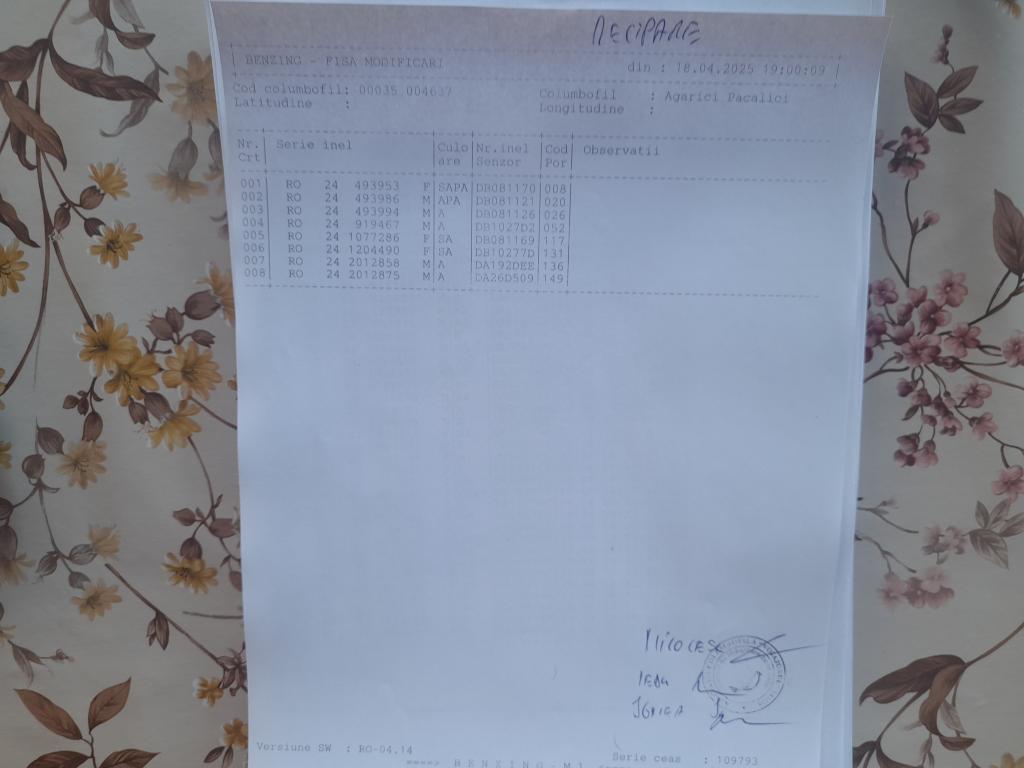 RECIPARE
BENZING - FISA MODIFICARI din : 18.04.2025 19:00:09
Cod columbofil: 00035 004637 Columbofil : Agarici Pacalici
Latitudine : Longitudine :
Nr. Crt Serie inel Culo are Nr.inel Senzor Cod Por Observatii
001 RO 24 493953 F SAPA DB081170 008
002 RO 24 493986 M APA DB081121 020
003 RO 24 493994 M A DB081126 026
004 RO 24 919467 M A DB1027D2 052
005 RO 24 1077286 F SA DB081169 117
006 RO 24 1204490 F SA DB10277D 131
007 RO 24 2012858 M A DA192DEE 136
008 RO 24 2012875 M A DA26D509 149
Versiune SW : RO-04.14 Serie ceas : 109793
====> B E N Z I N G - M 1